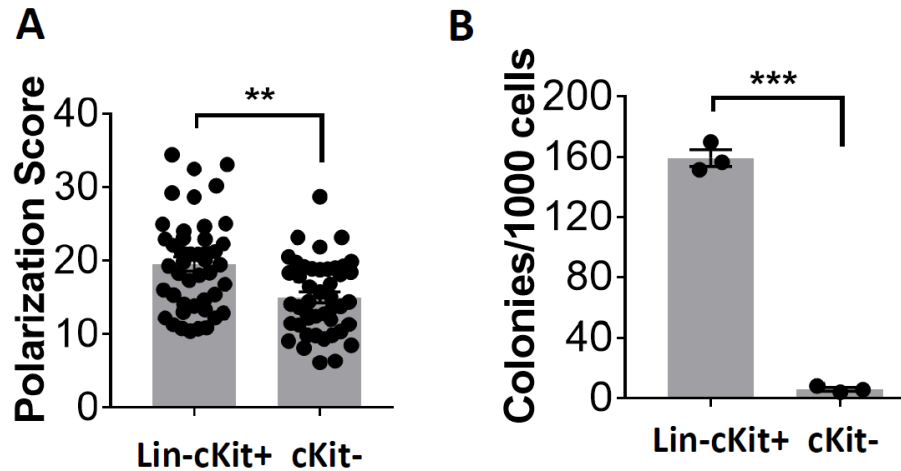 A
Polarization Score
40
30
20
10
0
**
Lin-cKit+ cKit-
B
Colonies/1000 cells
200
160
120
80
40
0
***
Lin-cKit+ cKit-